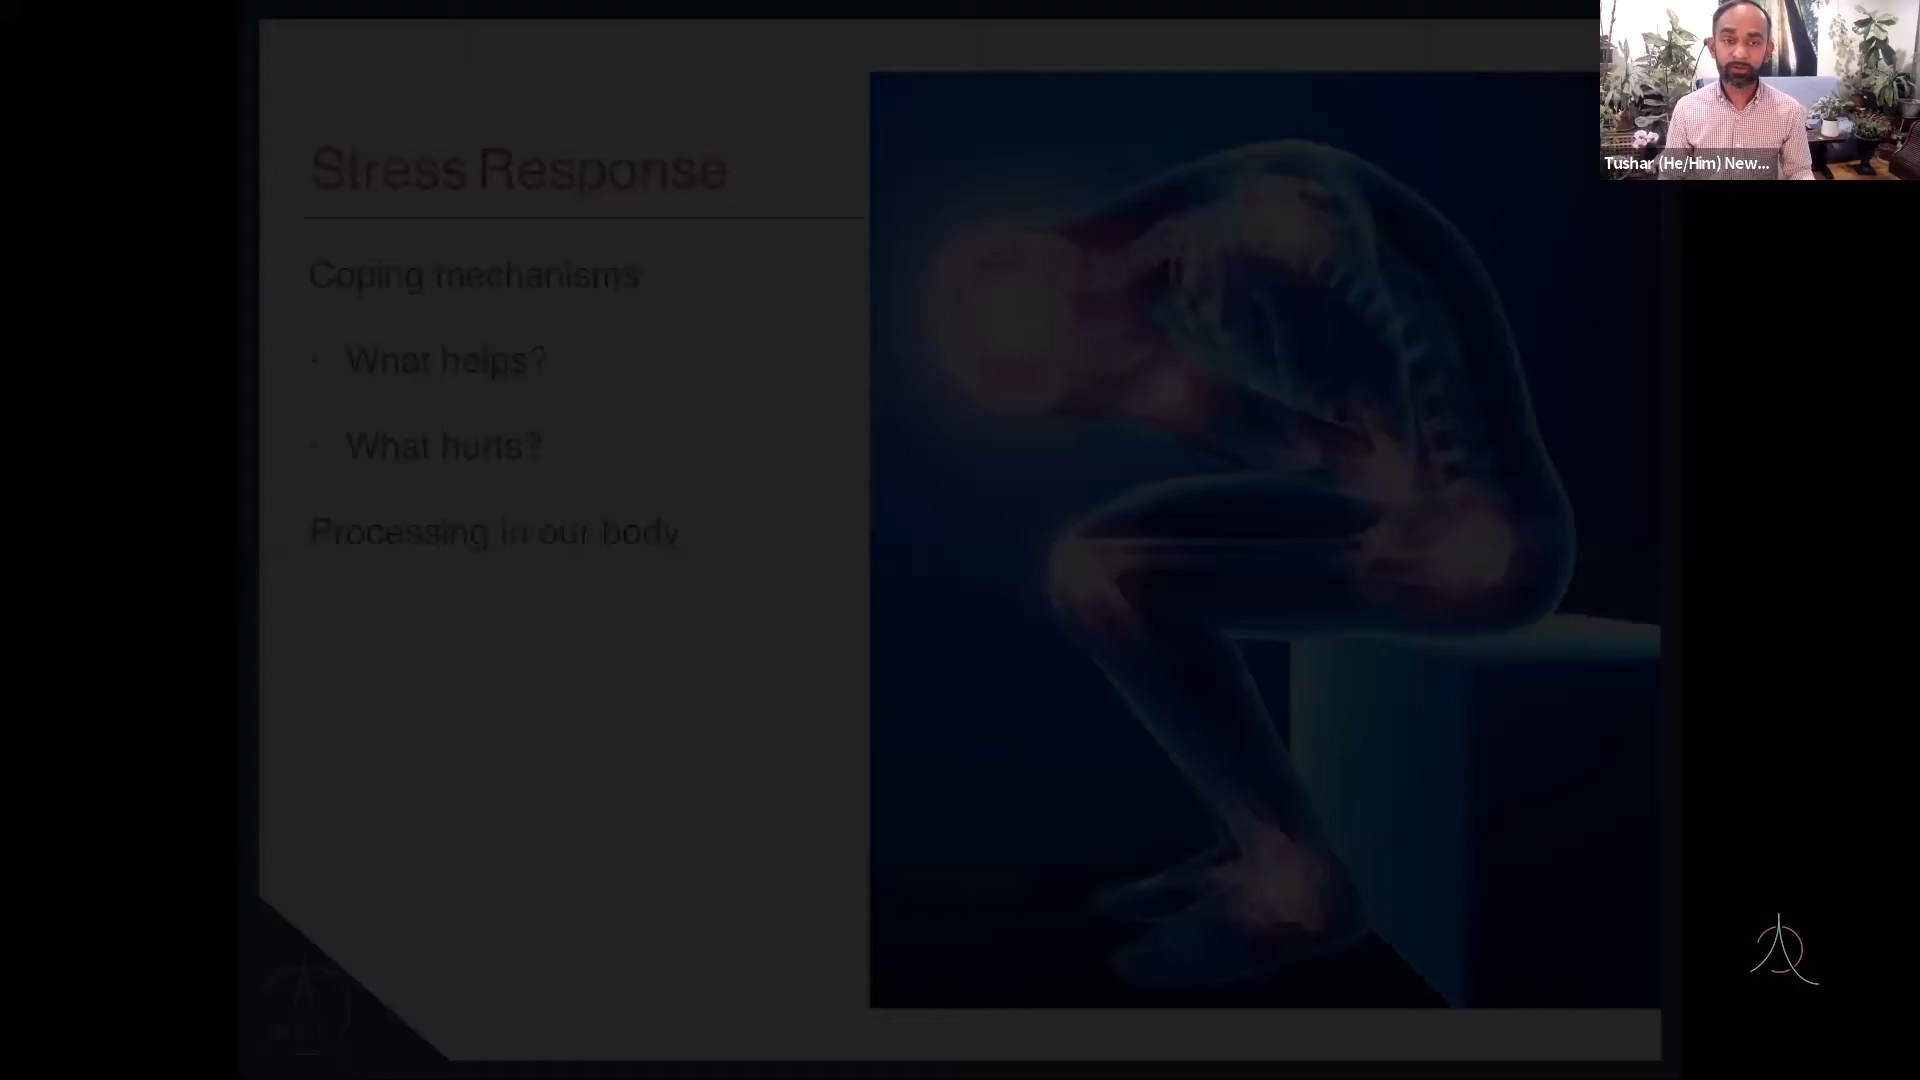 Stress Response
Coping mechanisms
· What helps?
· What hurts?
Processing in our body
Tushar (He/Him) New...